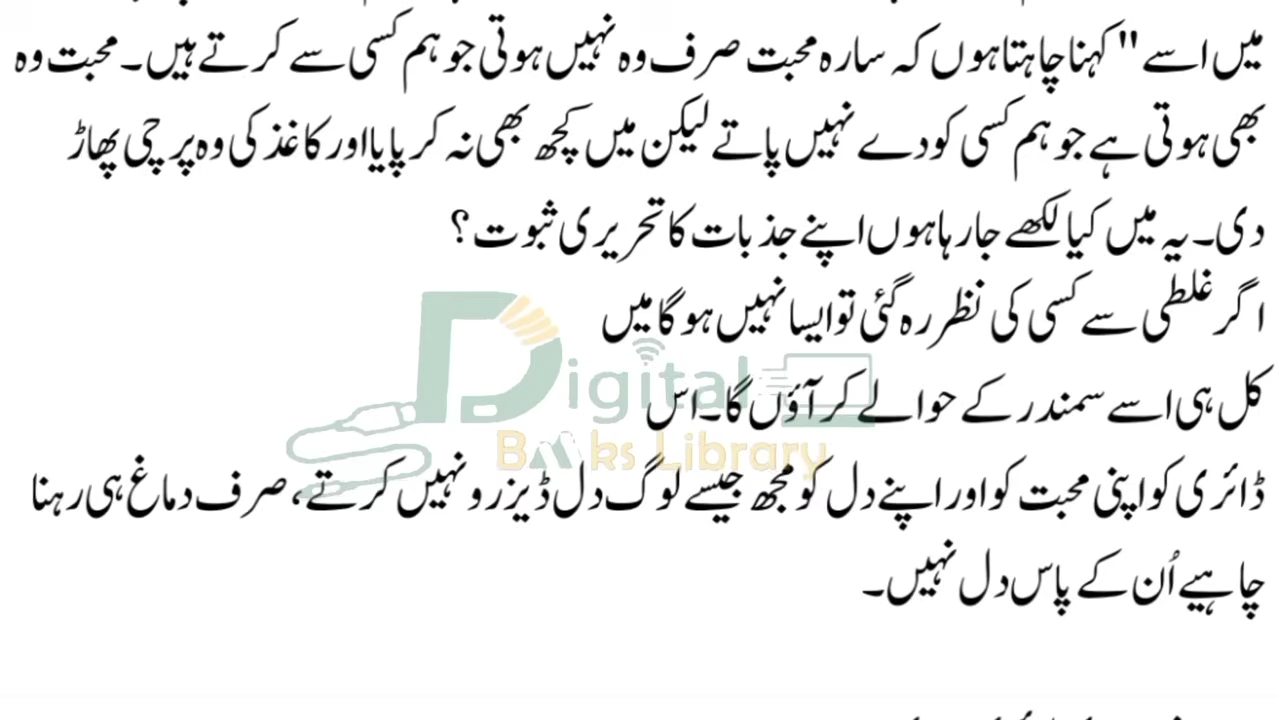 میں اسے " کہنا چاہتا ہوں کہ سارہ محبت صرف وہ نہیں ہوتی جو ہم کسی سے کرتے ہیں۔ محبت وہ
بھی ہوتی ہے جو ہم کسی کو دے نہیں پاتے لیکن میں کچھ بھی نہ کر پایا اور کاغذ کی وہ پرچی پھاڑ
دی۔ یہ میں کیا لکھے جا رہا ہوں اپنے جذبات کا تحریری ثبوت؟
اگر غلطی سے کسی کی نظر رہ گئی تو ایسا نہیں ہو گا میں
Digital
کل ہی اسے سمندر کے حوالے کر آؤں گا۔ اس
Books Library
ڈائری کو اپنی محبت کو اور اپنے دل کو مجھ جیسے لوگ دل ڈیزرو نہیں کرتے، صرف دماغ ہی رہنا
چاہیے اُن کے پاس دل نہیں۔